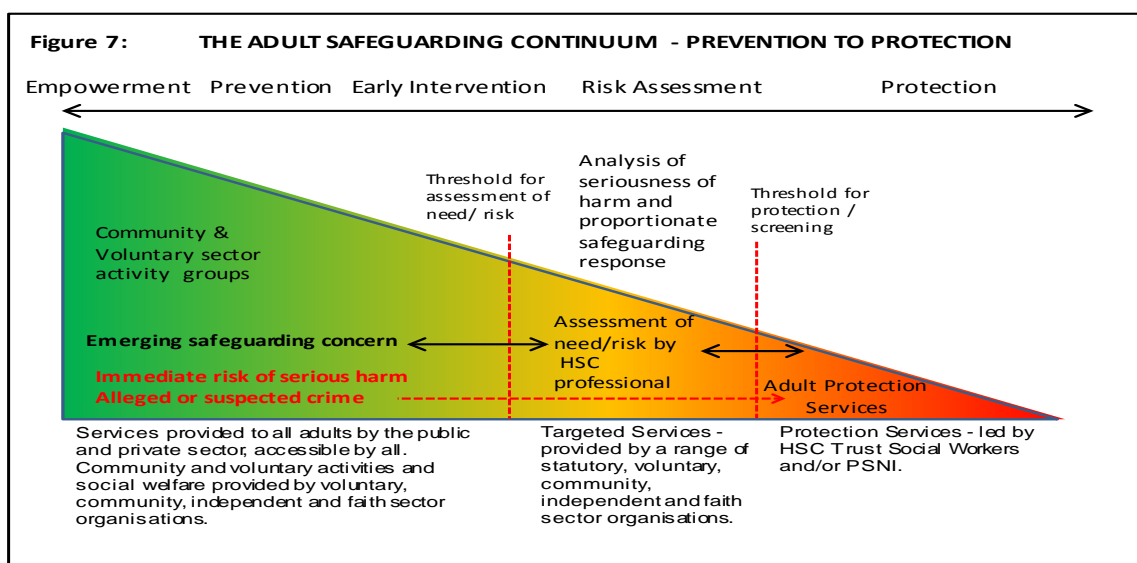 Figure 7: THE ADULT SAFEGUARDING CONTINUUM - PREVENTION TO PROTECTION
Empowerment Prevention Early Intervention Risk Assessment Protection
Threshold for
assessment of
need/ risk
Analysis of
seriousness of
harm and
proportionate
safeguarding
response
Threshold for
protection /
screening
Community &
Voluntary sector
activity groups
Emerging safeguarding concern
Immediate risk of serious harm
Alleged or suspected crime
Assessment of
need/risk by
HSC
professional
Adult Protection
Services
Services provided to all adults by the public
and private sector, accessible by all.
Community and voluntary activities and
social welfare provided by voluntary,
community, independent and faith sector
organisations.
Targeted Services -
provided by a range of
statutory, voluntary,
community,
independent and faith
sector organisations.
Protection Services - led by
HSC Trust Social Workers
and/or PSNI.